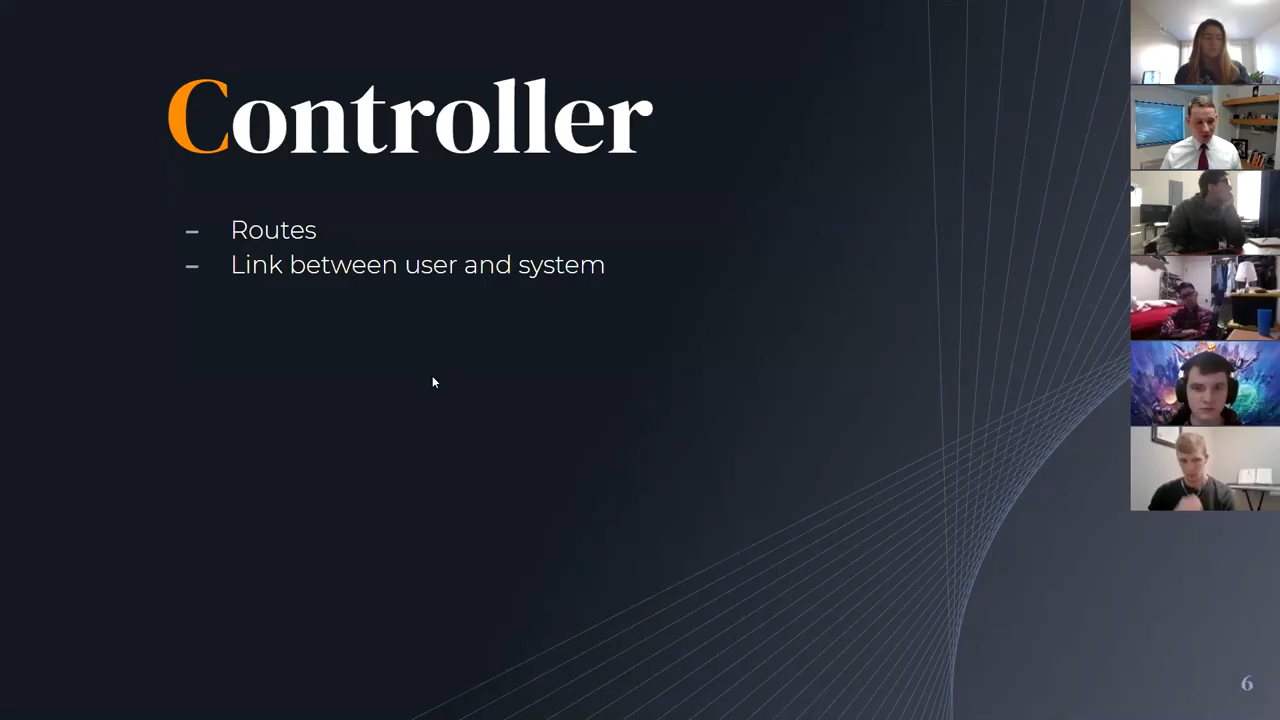 Controller
– Routes
– Link between user and system
6